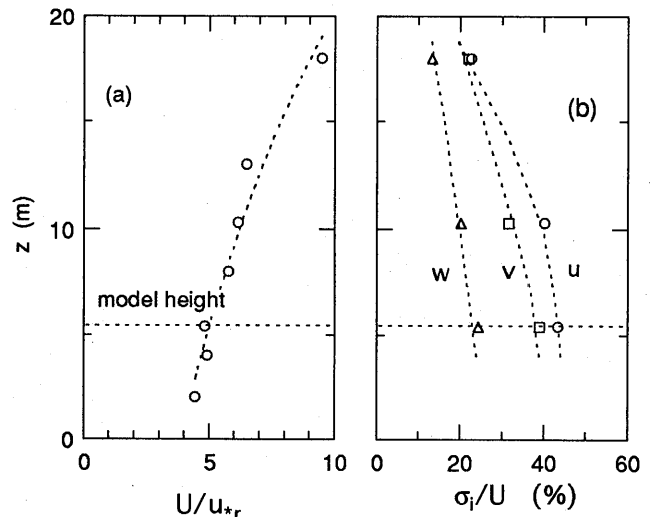 20
(a)
(b)
z (m)
10
w
v
u
model height
0
0
5
10
0
20
40
60
U/u*r
σi/U (%)